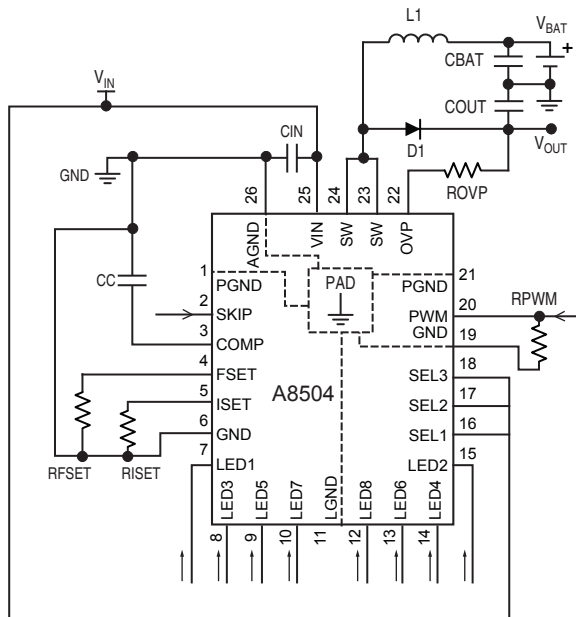 L1
V_BAT
CBAT
+
V_IN
COUT
CIN
D1
V_OUT
GND
ROVP
26
25
24
23
22
AGND
VIN
SW
SW
OVP
CC
1
PGND
PAD
PGND
21
2
SKIP
PWM
20
RPWM
3
COMP
GND
19
4
FSET
SEL3
18
5
ISET
A8504
SEL2
17
6
GND
SEL1
16
7
LED1
LED2
15
RFSET
RISET
LED3
LED5
LED7
LGND
LED8
LED6
LED4
8
9
10
11
12
13
14